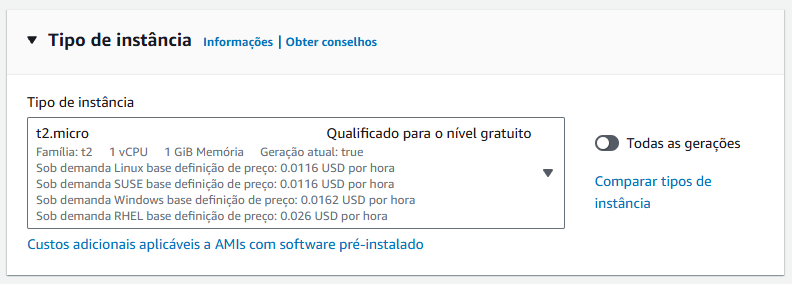 Tipo de instância Informações | Obter conselhos
Tipo de instância
t2.micro Qualificado para o nível gratuito
Família: t2 1 vCPU 1 GiB Memória Geração atual: true
Sob demanda Linux base definição de preço: 0.0116 USD por hora
Sob demanda SUSE base definição de preço: 0.0116 USD por hora
Sob demanda Windows base definição de preço: 0.0162 USD por hora
Sob demanda RHEL base definição de preço: 0.026 USD por hora
Todas as gerações
Comparar tipos de
instância
Custos adicionais aplicáveis a AMIs com software pré-instalado